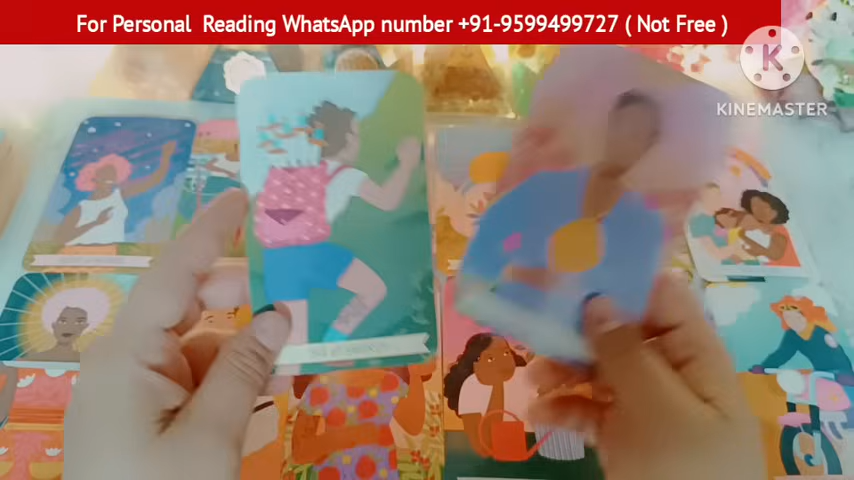 For Personal Reading WhatsApp number +91-9599499727 ( Not Free )
K
KINEMASTER